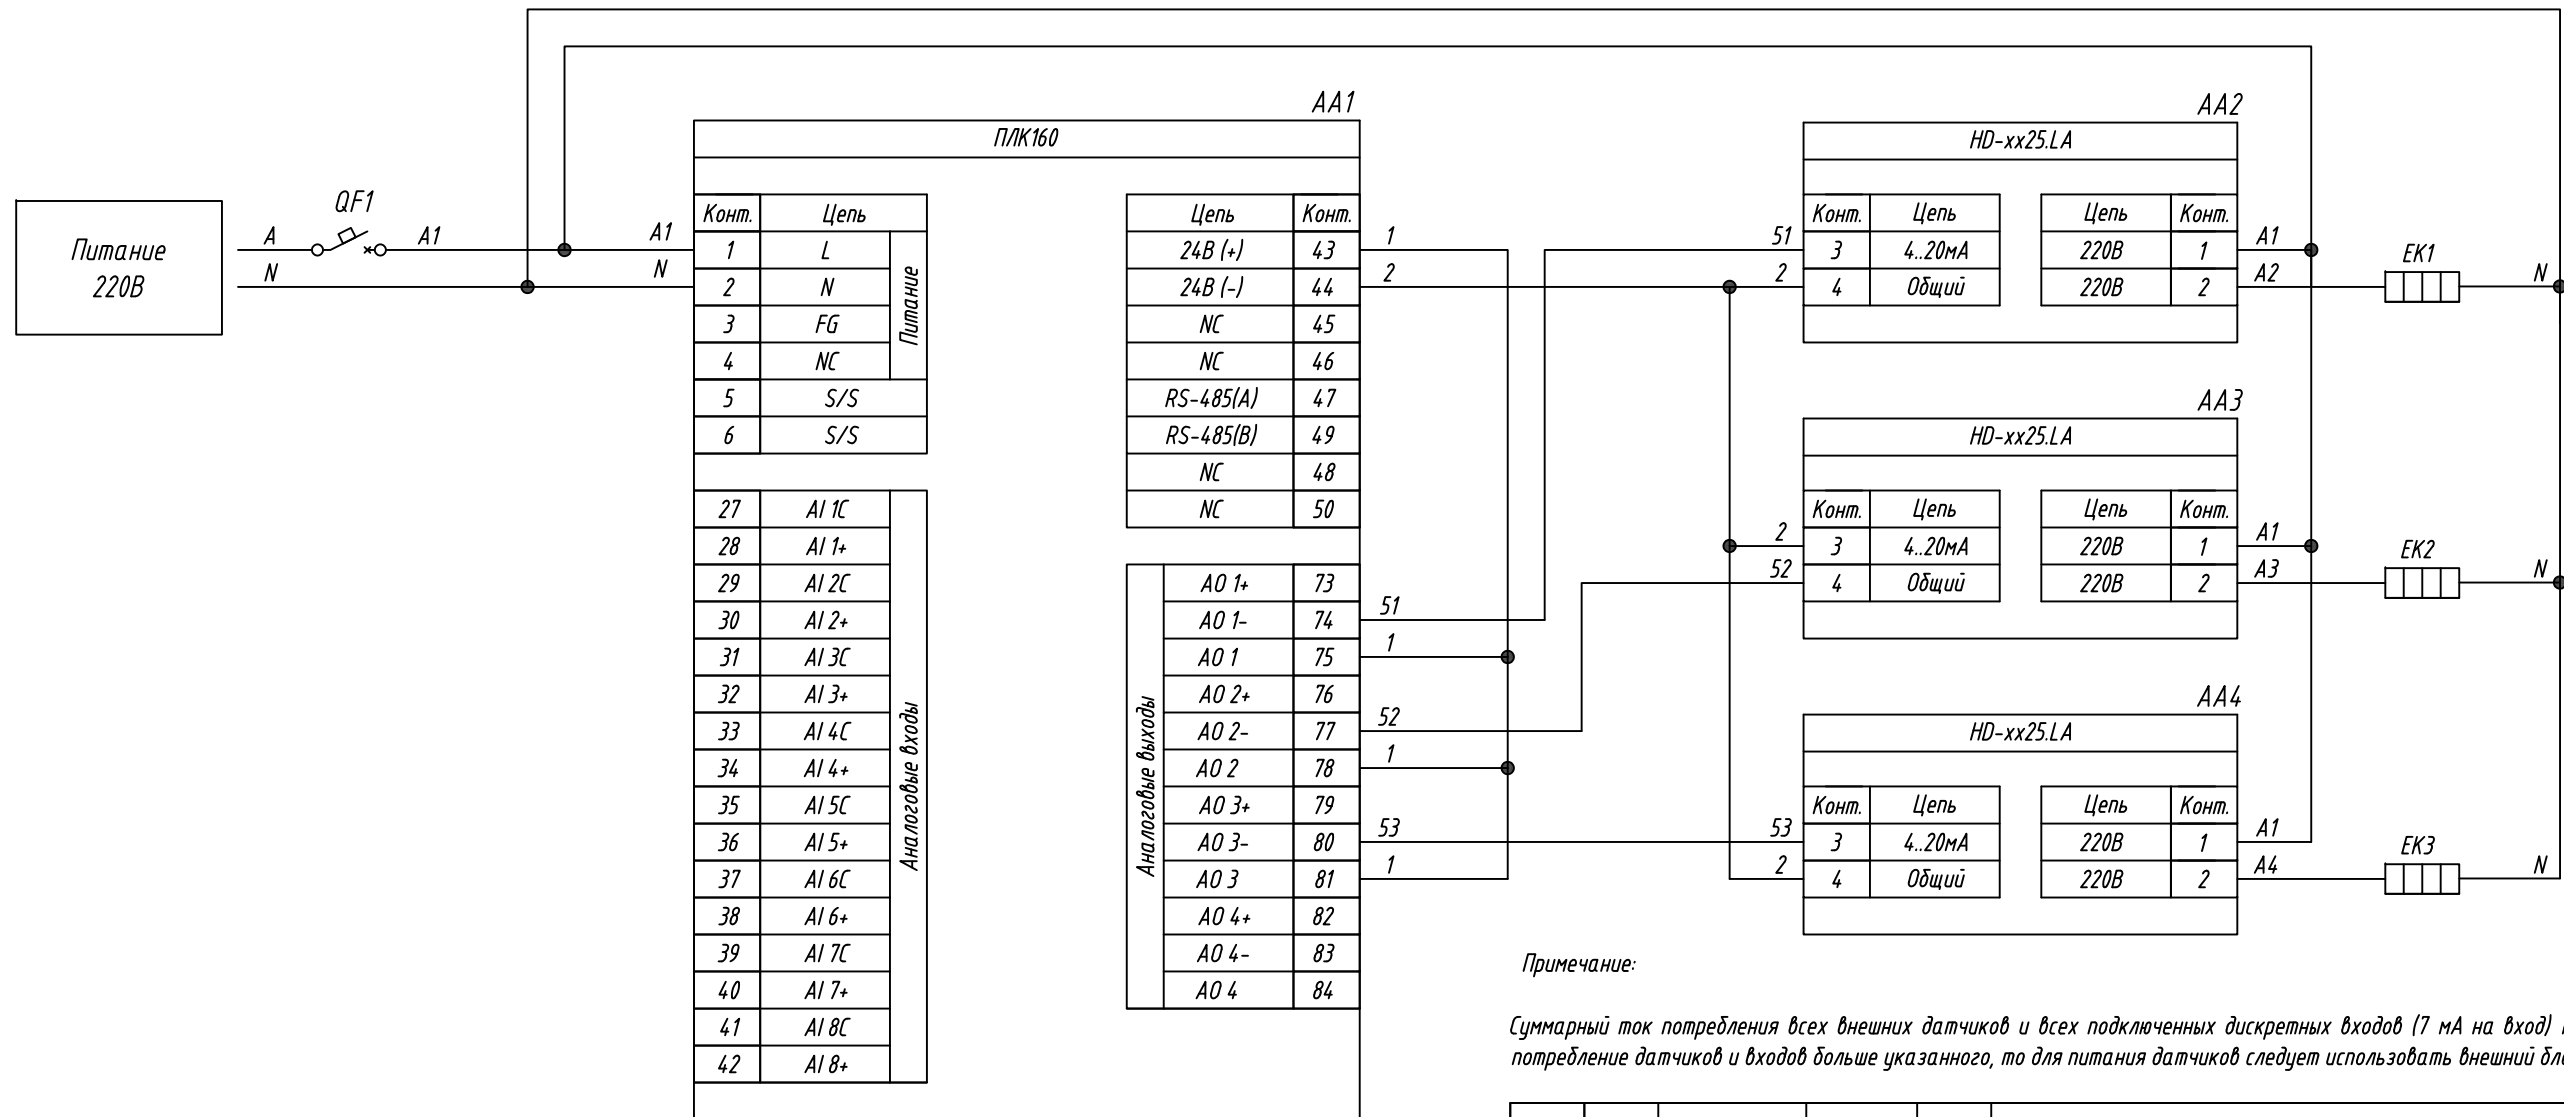 Питание
220В
QF1
A
A1
A1
N
N
AA1
ПЛК160
Конт.
Цепь
1
L
2
N
3
FG
4
NC
Питание
5
S/S
6
S/S
27
AI 1C
28
AI 1+
29
AI 2C
30
AI 2+
31
AI 3C
32
AI 3+
33
AI 4C
34
AI 4+
35
AI 5C
36
AI 5+
37
AI 6C
38
AI 6+
39
AI 7C
40
AI 7+
41
AI 8C
42
AI 8+
Аналоговые входы
Цепь
Конт.
24В (+)
43
24В (-)
44
NC
45
NC
46
RS-485(A)
47
RS-485(B)
49
NC
48
NC
50
Аналоговые выходы
AO 1+
73
AO 1-
74
AO 1
75
AO 2+
76
AO 2-
77
AO 2
78
AO 3+
79
AO 3-
80
AO 3
81
AO 4+
82
AO 4-
83
AO 4
84
1
2
51
1
52
1
53
1
AA2
HD-xx25.LA
51
2
Конт.
Цепь
3
4..20мА
4
Общий
Цепь
Конт.
220В
1
220В
2
A1
A2
EK1
N
AA3
HD-xx25.LA
2
52
Конт.
Цепь
3
4..20мА
4
Общий
Цепь
Конт.
220В
1
220В
2
A1
A3
EK2
N
AA4
HD-xx25.LA
53
2
Конт.
Цепь
3
4..20мА
4
Общий
Цепь
Конт.
220В
1
220В
2
A1
A4
EK3
N
Примечание:
Суммарный ток потребления всех внешних датчиков и всех подключенных дискретных входов (7 мА на вход)
потребление датчиков и входов больше указанного, то для питания датчиков следует использовать внешний